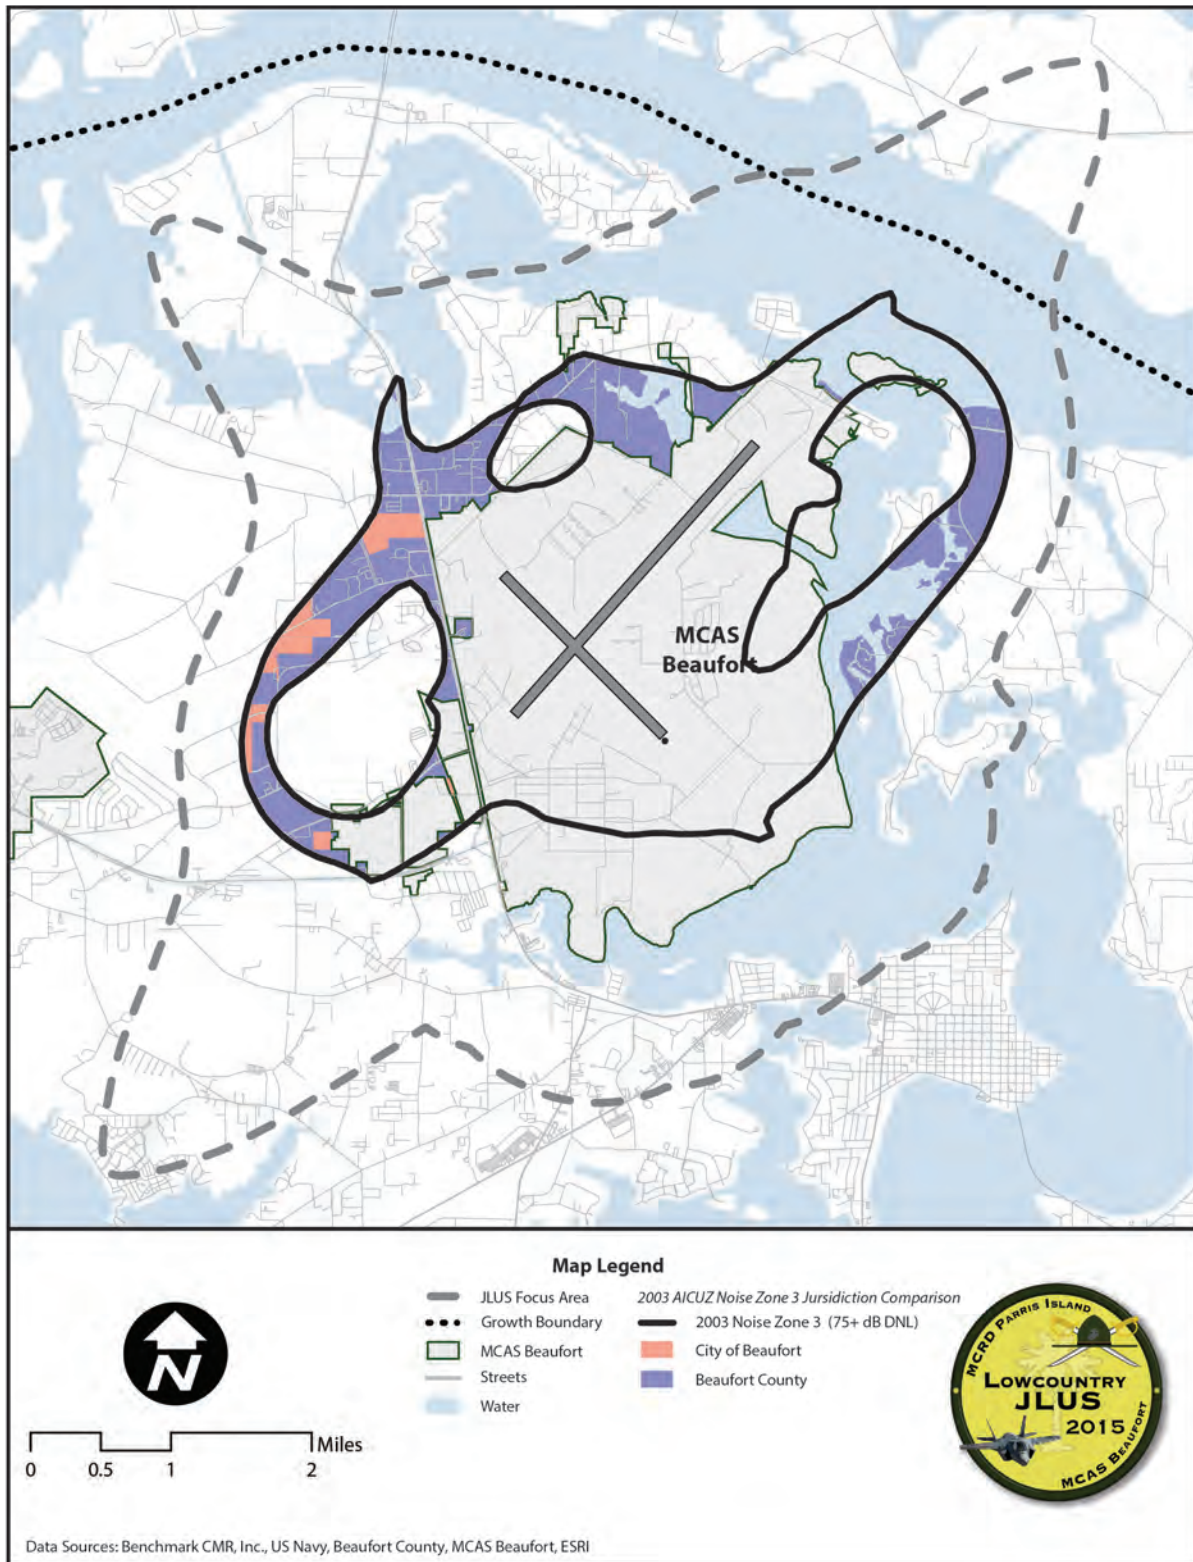 MCAS
Beaufort
Map Legend
JLUS Focus Area
Growth Boundary
MCAS Beaufort
Streets
Water
2003 AICUZ Noise Zone 3 Jursidiction Comparison
2003 Noise Zone 3 (75+ dB DNL)
City of Beaufort
Beaufort County
N
Miles
0 0.5 1 2
MCRD PARRIS ISLAND
LOWCOUNTRY
JLUS
2015
MCAS BEAUFORT
Data Sources: Benchmark CMR, Inc., US Navy, Beaufort County, MCAS Beaufort, ESRI